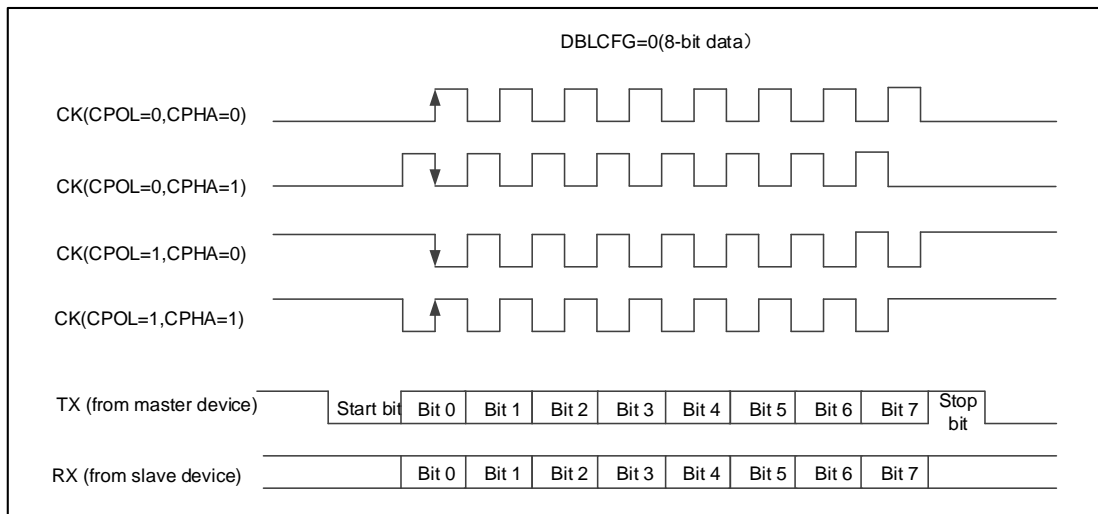 DBLCFG=0(8-bit data）
CK(CPOL=0,CPHA=0)
CK(CPOL=0,CPHA=1)
CK(CPOL=1,CPHA=0)
CK(CPOL=1,CPHA=1)
TX (from master device) Start bit Bit 0 Bit 1 Bit 2 Bit 3 Bit 4 Bit 5 Bit 6 Bit 7 Stop
bit
RX (from slave device) Bit 0 Bit 1 Bit 2 Bit 3 Bit 4 Bit 5 Bit 6 Bit 7